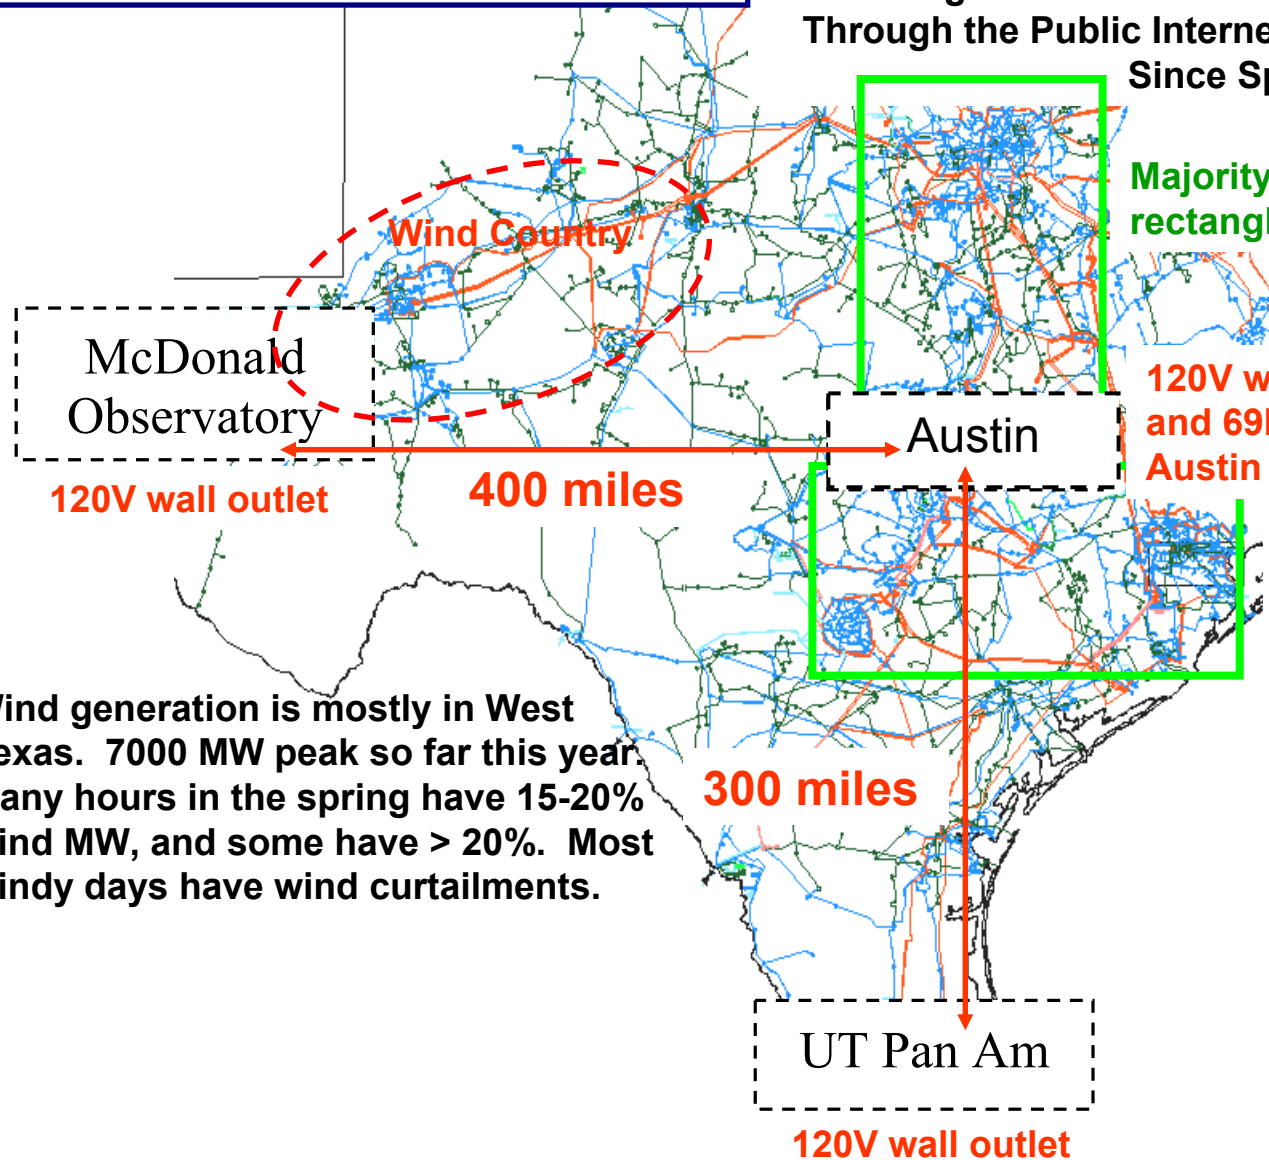 Through the Public Interne
Since Sp
Majority
rectangl
Wind Country
McDonald
Observatory
120V wall outlet
400 miles
Austin
120V w
and 69
Austin
Wind generation is mostly in West
exas. 7000 MW peak so far this year.
any hours in the spring have 15-20%
ind MW, and some have > 20%. Most
indy days have wind curtailments.
300 miles
UT Pan Am
120V wall outlet